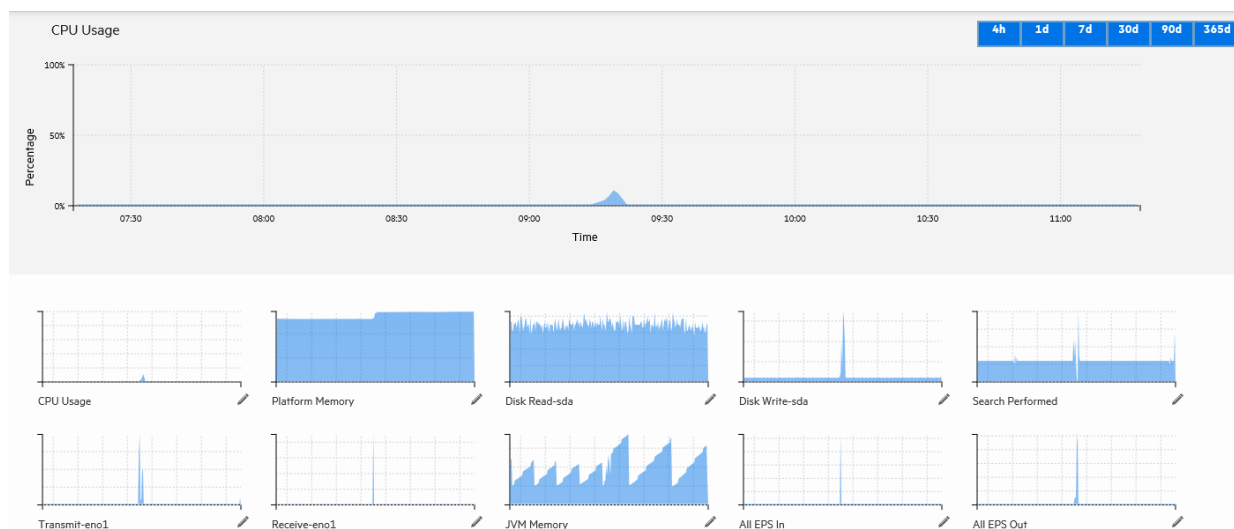 CPU Usage
4h 1d 7d 30d 90d 365d
100%
50%
0%
Percentage
07:30 08:00 08:30 09:00 09:30 10:00 10:30 11:00
Time
CPU Usage Platform Memory Disk Read-sda Disk Write-sda Search Performed
Transmit-eno1 Receive-eno1 JVM Memory All EPS In All EPS Out